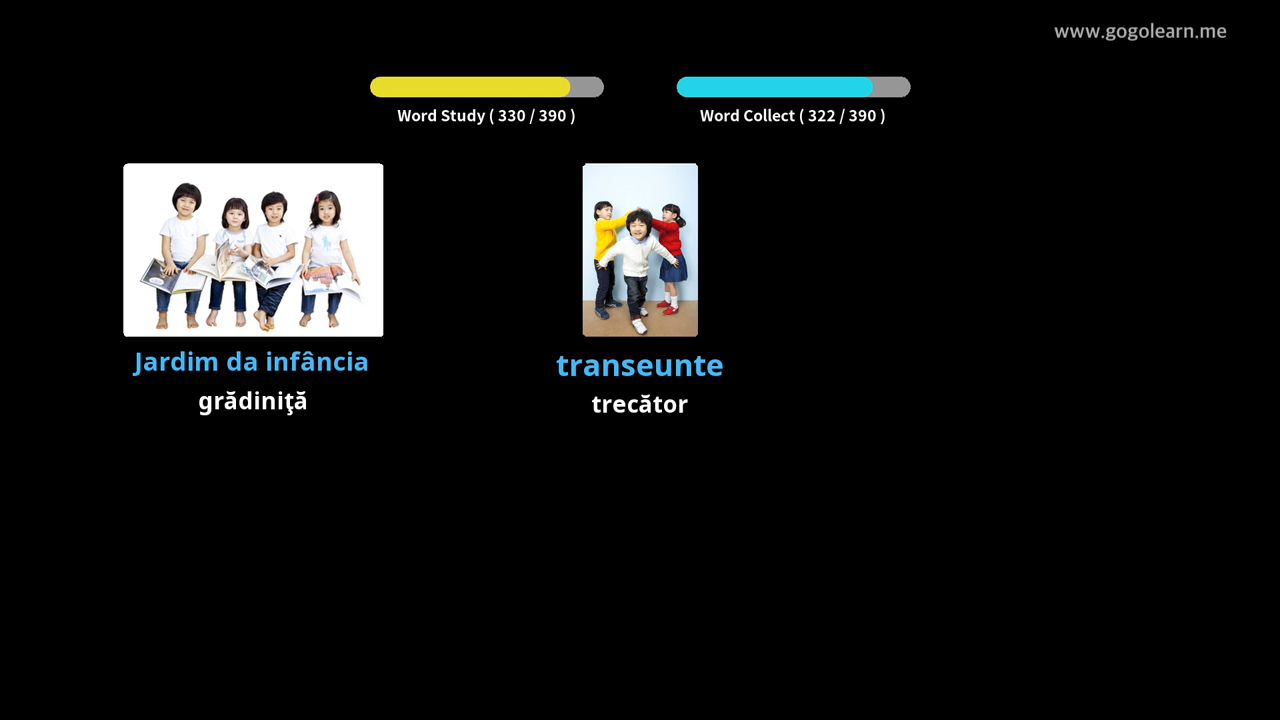 www.gogolearn.me
Word Study ( 330 / 390 )
Word Collect ( 322 / 390 )
Jardim da infância
grădiniţă
transeunte
trecător